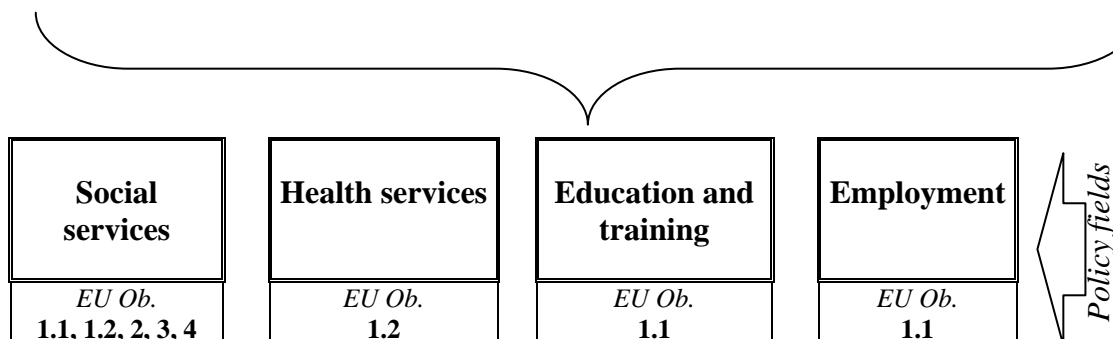 Social
services
Health services
Education and
training
Employment
Policy fields
EU Ob.
1.1, 1.2, 2, 3, 4
EU Ob.
1.2
EU Ob.
1.1
EU Ob.
1.1